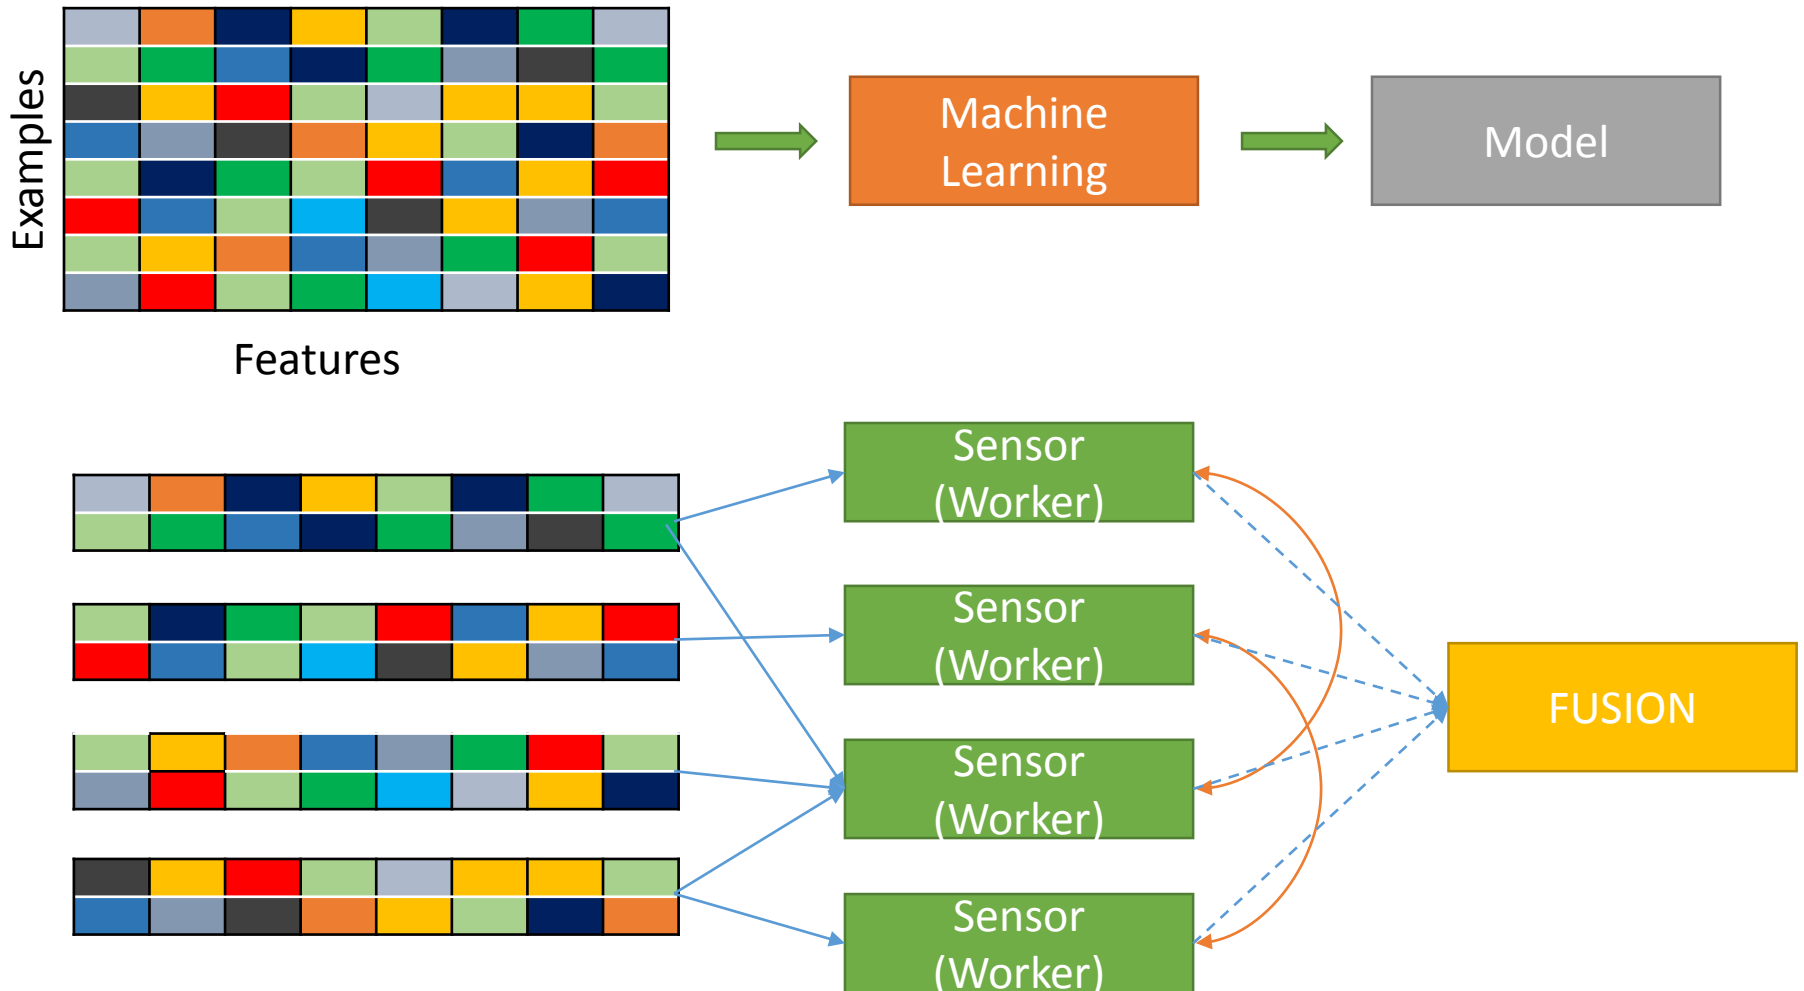 Examples
Machine
Learning
Model
Features
Sensor
(Worker)
Sensor
(Worker)
Sensor
(Worker)
Sensor
(Worker)
FUSION